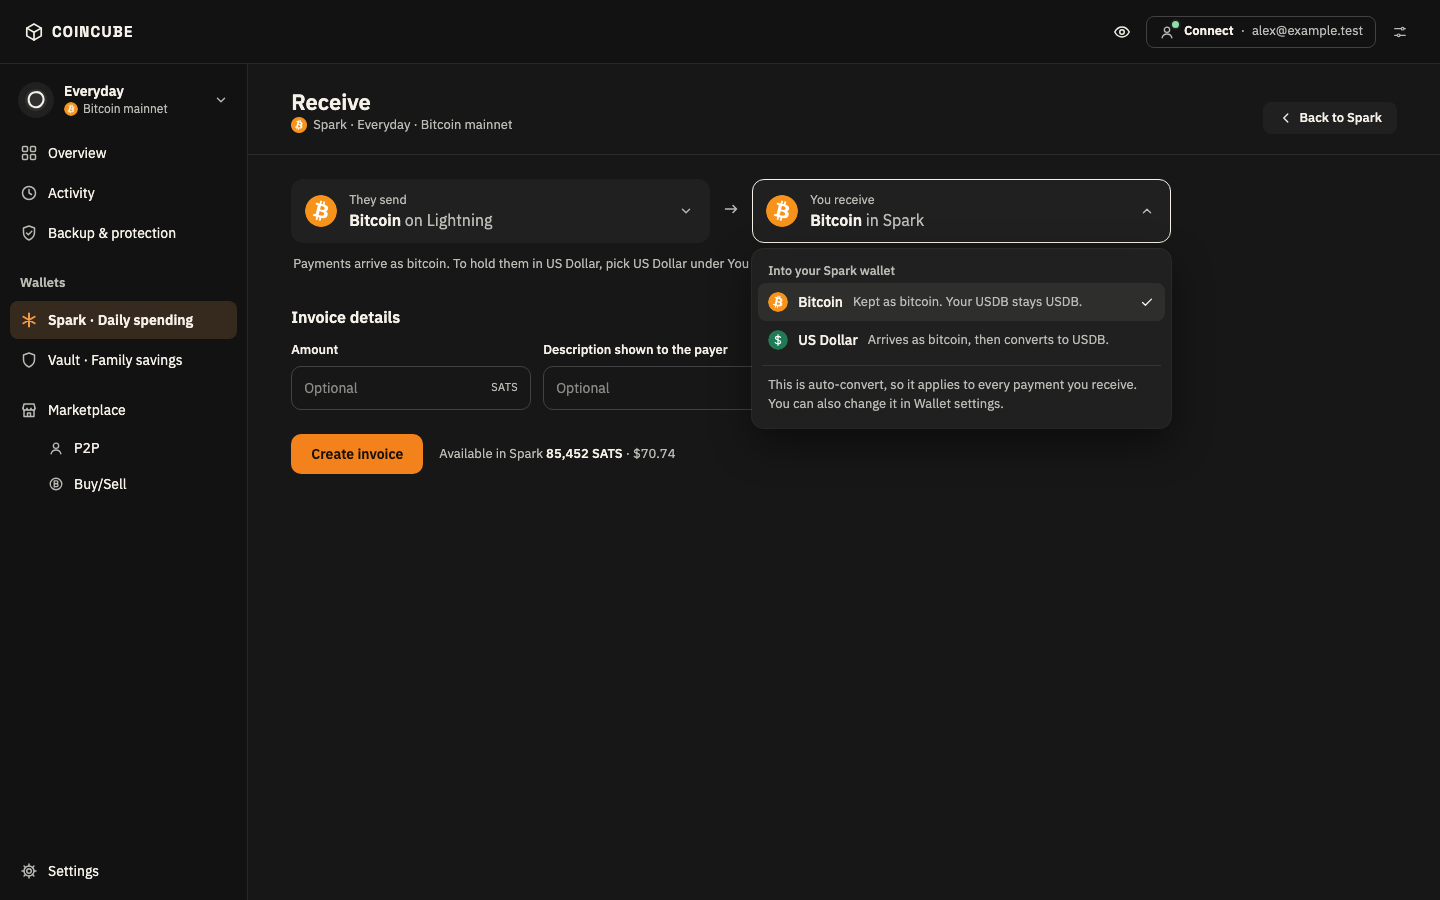 COINCUBE
Connect · alex@example.test
Everyday
Bitcoin mainnet
Overview
Activity
Backup & protection
Wallets
Spark · Daily spending
Vault · Family savings
Marketplace
P2P
Buy/Sell
Settings
Receive
Spark · Everyday · Bitcoin mainnet
Back to Spark
They send
Bitcoin on Lightning
You receive
Bitcoin in Spark
Payments arrive as bitcoin. To hold them in US Dollar, pick US Dollar under You
Into your Spark wallet
Bitcoin Kept as bitcoin. Your USDB stays USDB.
US Dollar Arrives as bitcoin, then converts to USDB.
This is auto-convert, so it applies to every payment you receive.
You can also change it in Wallet settings.
Invoice details
Amount
Optional SATS
Description shown to the payer
Optional
Create invoice
Available in Spark 85,452 SATS · $70.74